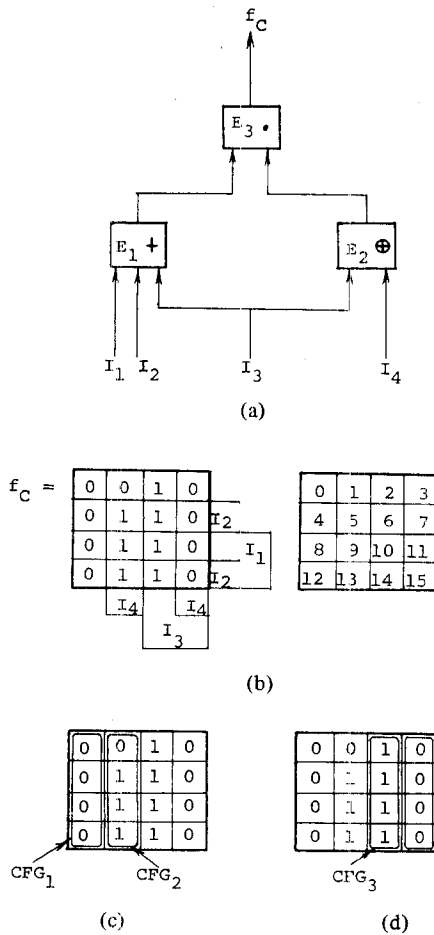 f_C
E_3 •
E_1 +
E_2 ⊕
I_1 I_2 I_3 I_4
(a)
f_C =
0 0 1 0
0 1 1 0 I_2
0 1 1 0 I_1
0 1 1 0 I_2
I_4 I_4
I_3
0 1 2 3
4 5 6 7
8 9 10 11
12 13 14 15
(b)
0 0 1 0
0 1 1 0
0 1 1 0
0 1 1 0
CFG_1 CFG_2
(c)
0 0 1 0
0 1 1 0
0 1 1 0
0 1 1 0
CFG_3
(d)